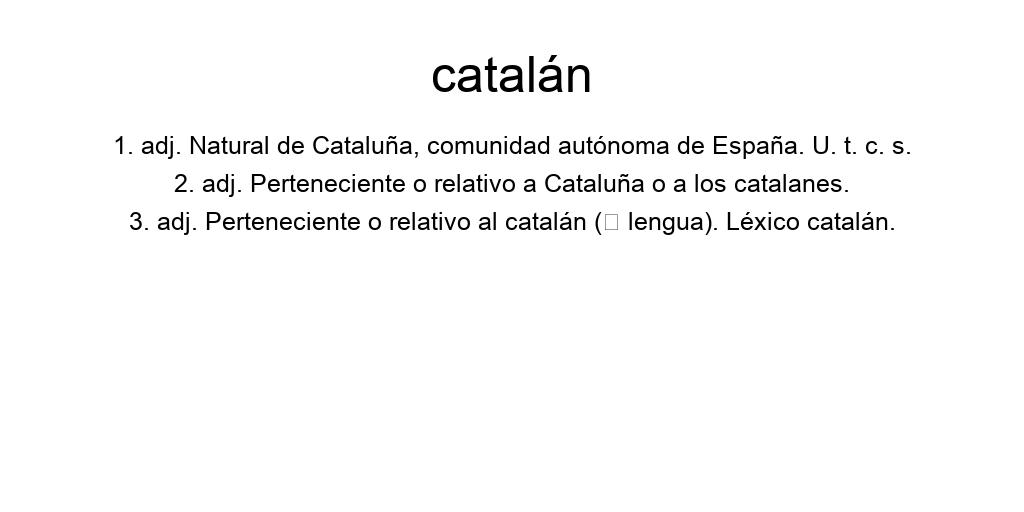 catalán
1. adj. Natural de Cataluña, comunidad autónoma de España. U. t. c. s.
2. adj. Perteneciente o relativo a Cataluña o a los catalanes.
3. adj. Perteneciente o relativo al catalán (□ lengua). Léxico catalán.